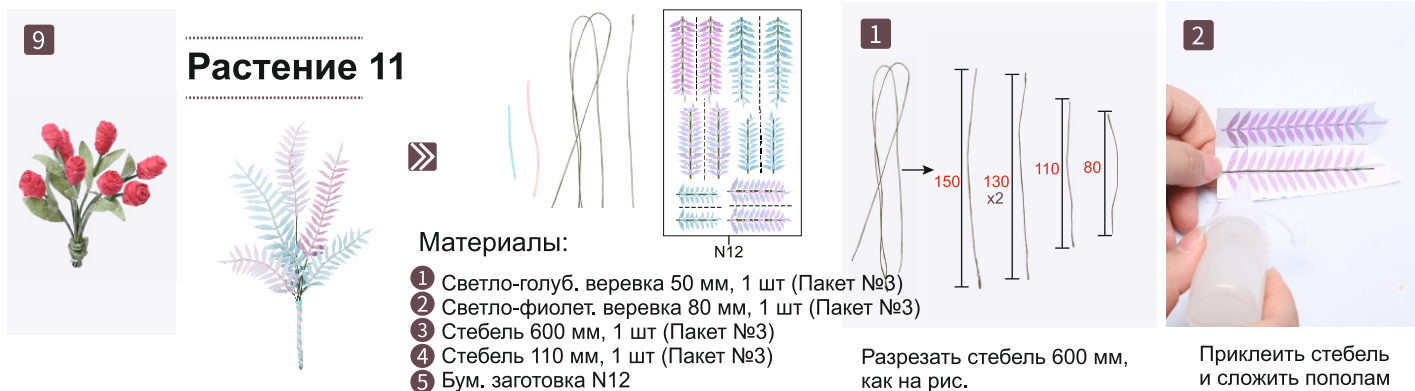 9
Растение 11
N12
Материалы:
1 Светло-голуб. веревка 50 мм, 1 шт (Пакет №3)
2 Светло-фиолет. веревка 80 мм, 1 шт (Пакет №3)
3 Стебель 600 мм, 1 шт (Пакет №3)
4 Стебель 110 мм, 1 шт (Пакет №3)
5 Бум. заготовка N12
1
150
130
x2
110
80
Разрезать стебель 600 мм,
как на рис.
2
Приклеить стебель
и сложить пополам